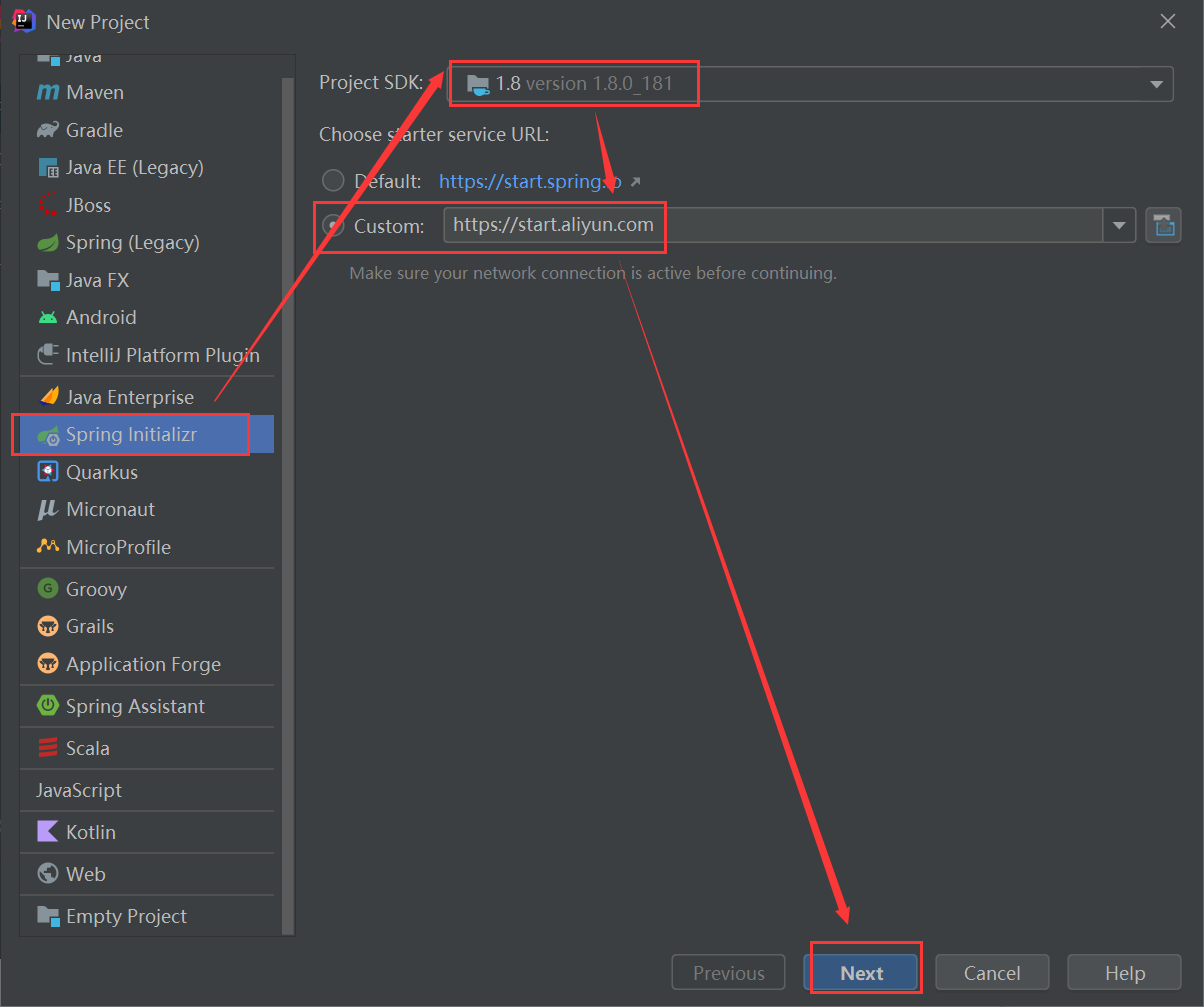 New Project
Java
Maven
Gradle
Java EE (Legacy)
JBoss
Spring (Legacy)
Java FX
Android
IntelliJ Platform Plugin
Java Enterprise
Spring Initializr
Quarkus
Micronaut
MicroProfile
Groovy
Grails
Application Forge
Spring Assistant
Scala
JavaScript
Kotlin
Web
Empty Project
Project SDK: 1.8 version 1.8.0_181
Choose starter service URL:
Default: https://start.spring.io
Custom: https://start.aliyun.com
Make sure your network connection is active before continuing.
Previous Next Cancel Help